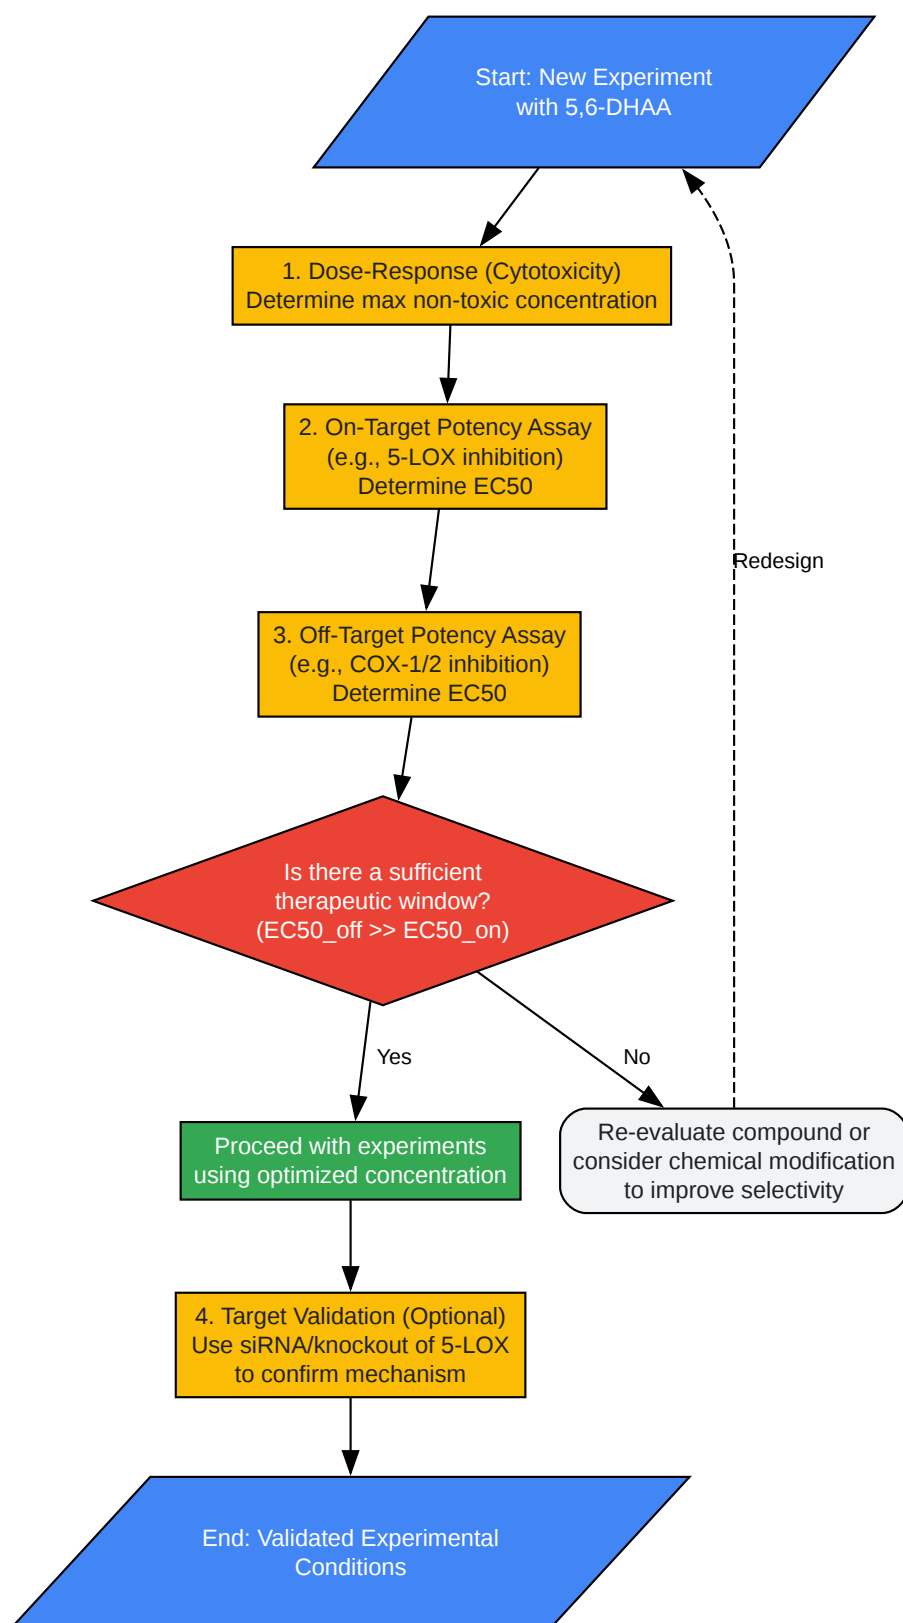 Start: New Experiment
with 5,6-DHAA
1. Dose-Response (Cytotoxicity)
Determine max non-toxic concentration
2. On-Target Potency Assay
(e.g., 5-LOX inhibition)
Determine EC50
Redesign
3. Off-Target Potency Assay
(e.g., COX-1/2 inhibition)
Determine EC50
Is there a sufficient
therapeutic window?
(EC50_off >> EC50_on)
Yes
No
Proceed with experiments
using optimized concentration
Re-evaluate compound or
consider chemical modification
to improve selectivity
4. Target Validation (Optional)
Use siRNA/knockout of 5-LOX
to confirm mechanism
End: Validated Experimental
Conditions